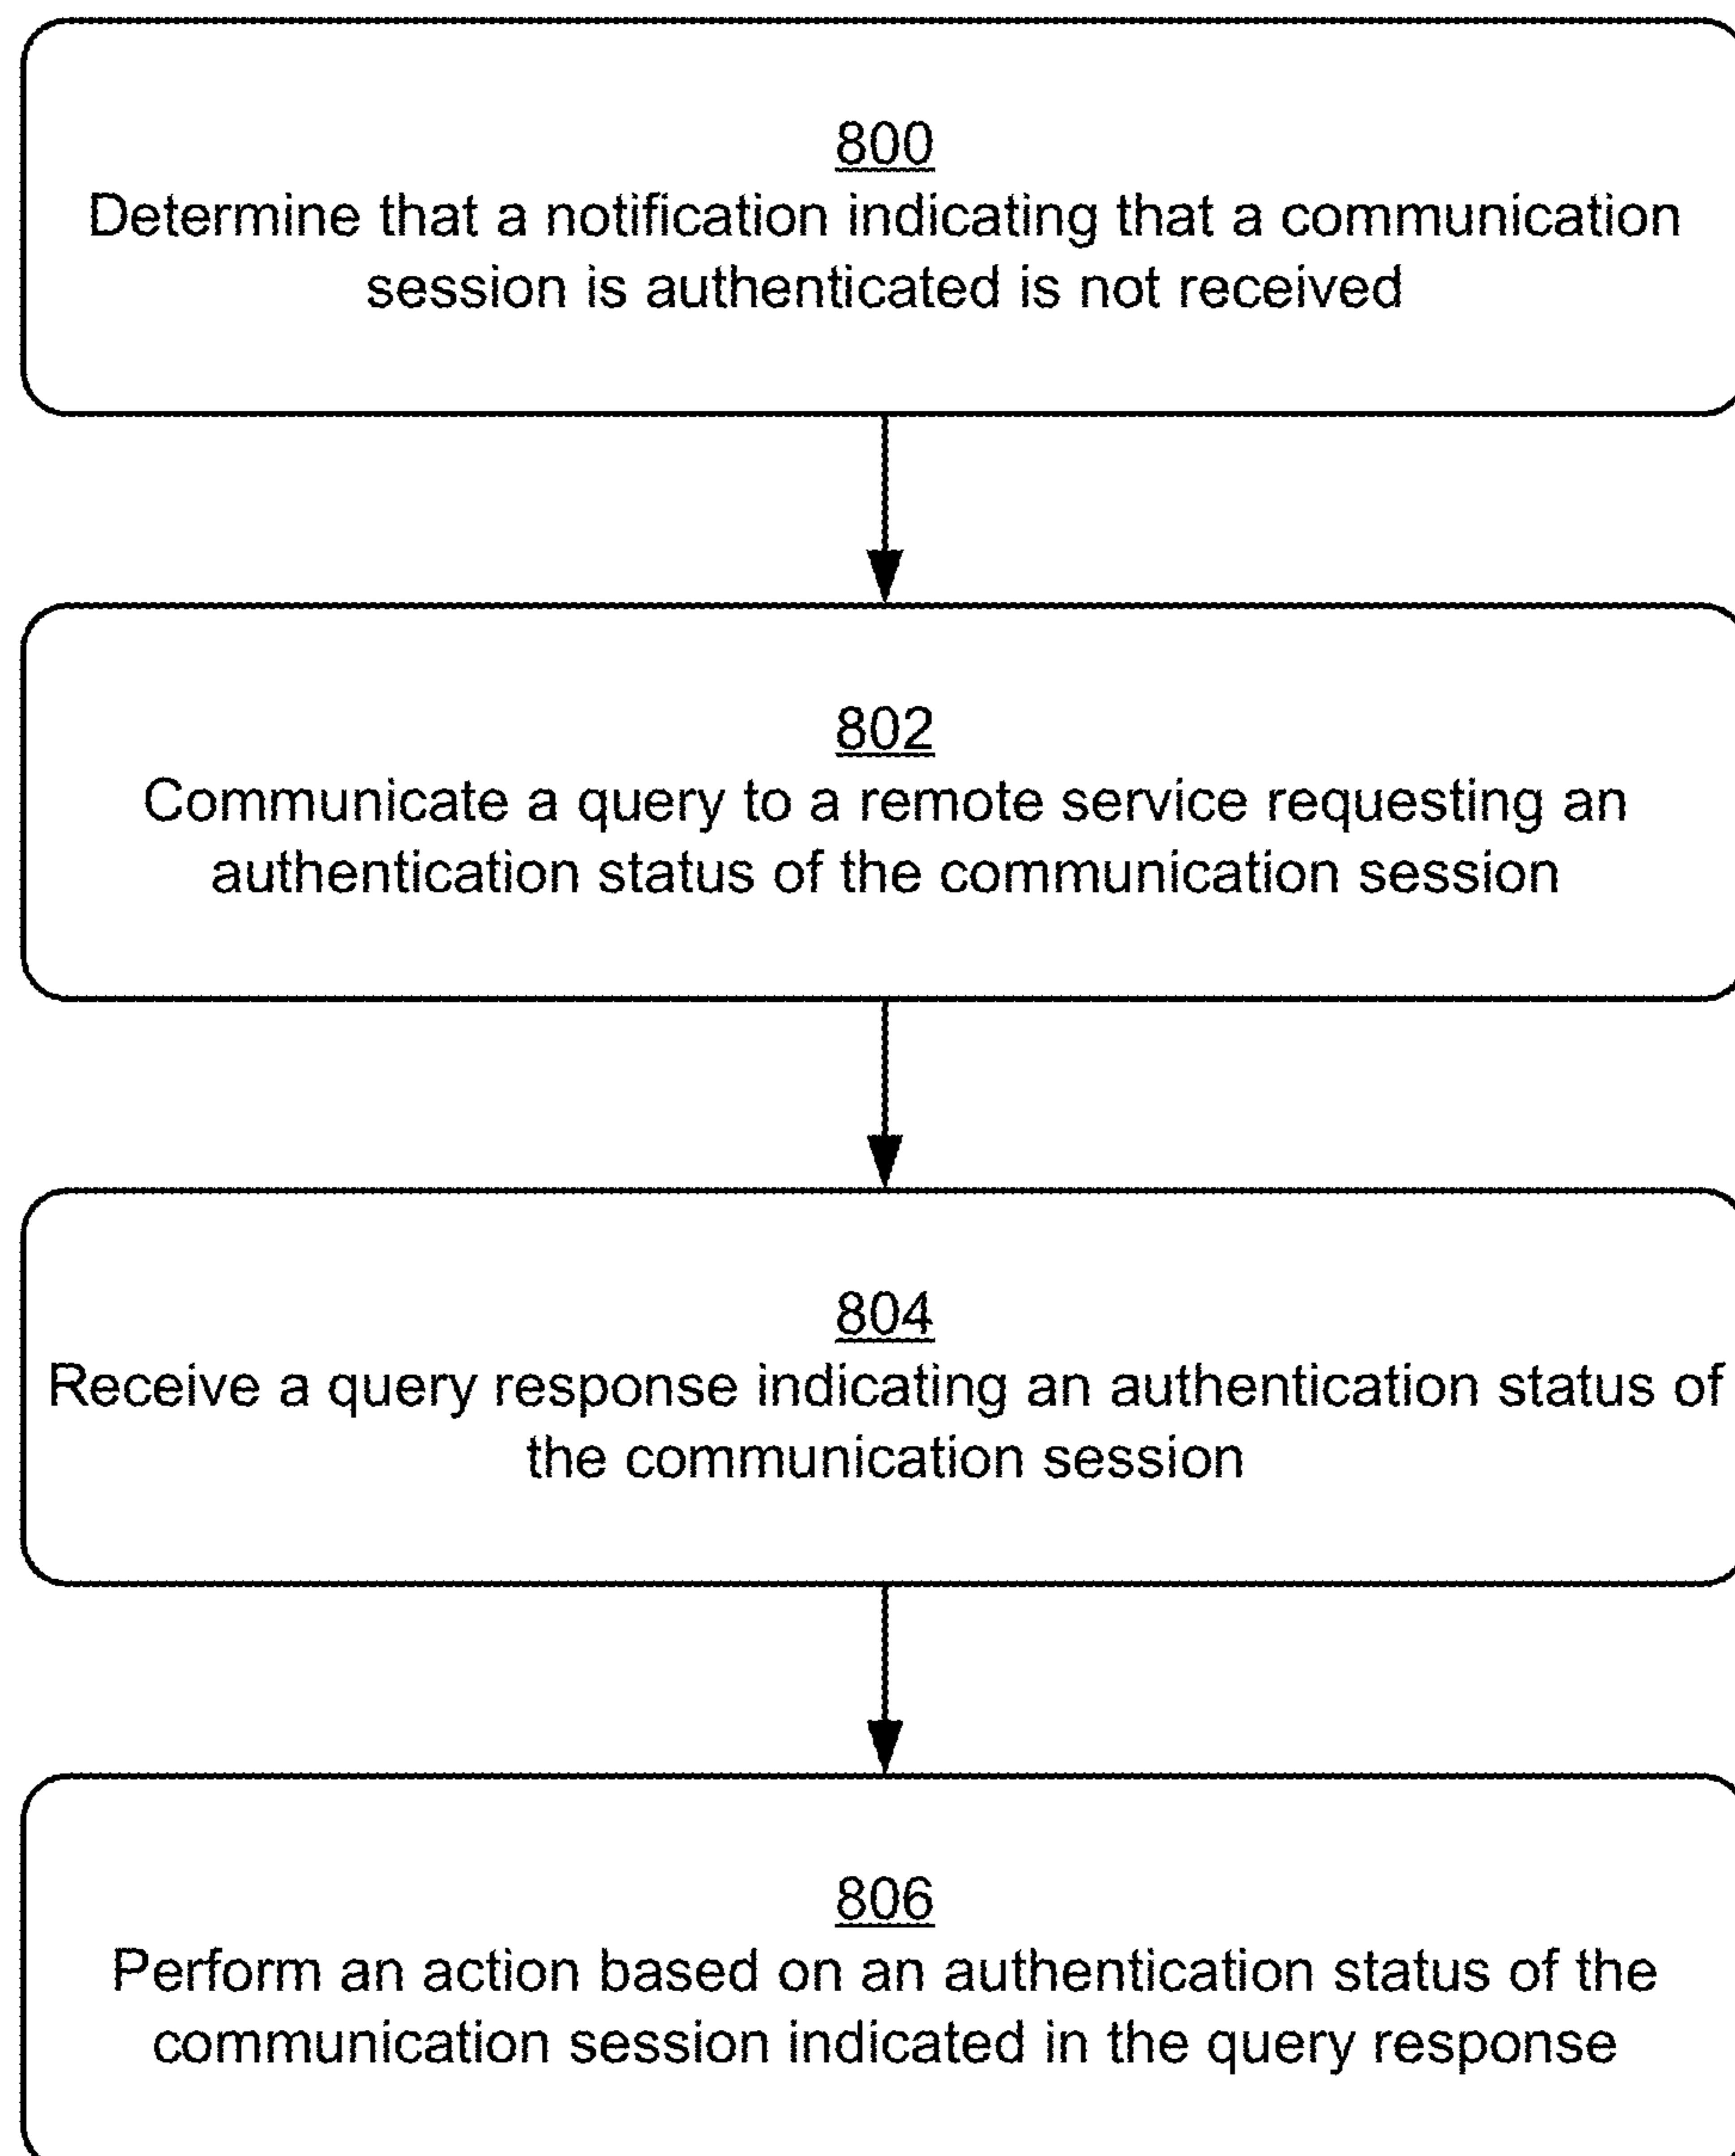 800
Determine that a notification indicating that a communication
session is authenticated is not received
802
Communicate a query to a remote service requesting an
authentication status of the communication session
804
Receive a query response indicating an authentication status of
the communication session
806
Perform an action based on an authentication status of the
communication session indicated in the query response